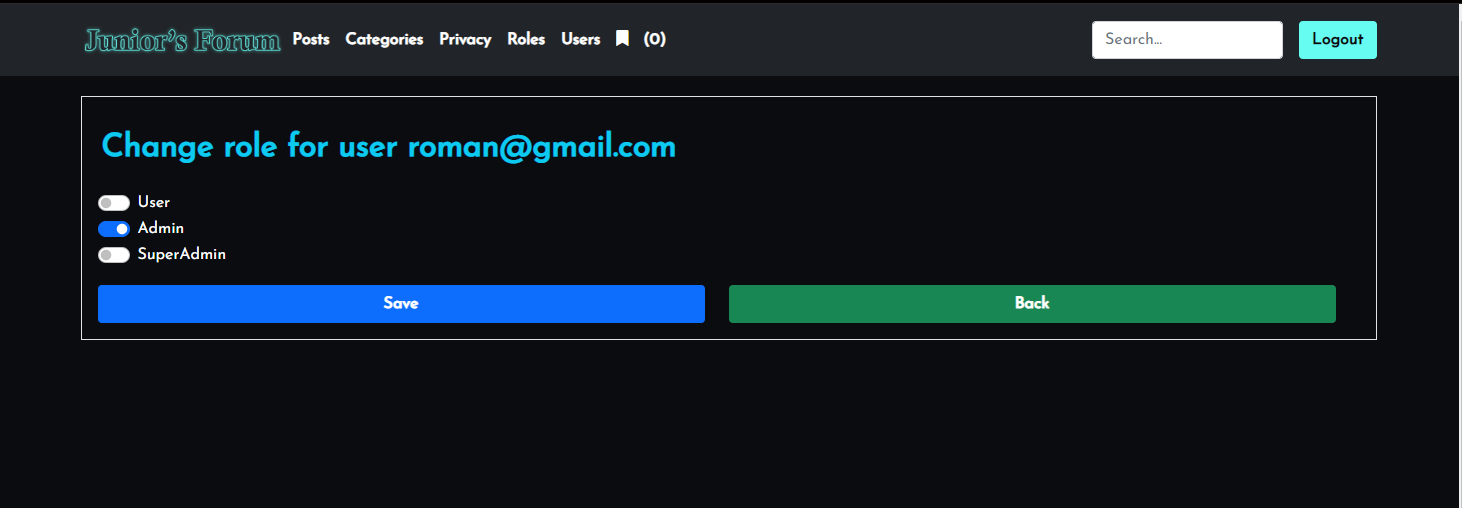 Junior's Forum Posts Categories Privacy Roles Users (0) Search... Logout
Change role for user roman@gmail.com
User
Admin
SuperAdmin
Save Back